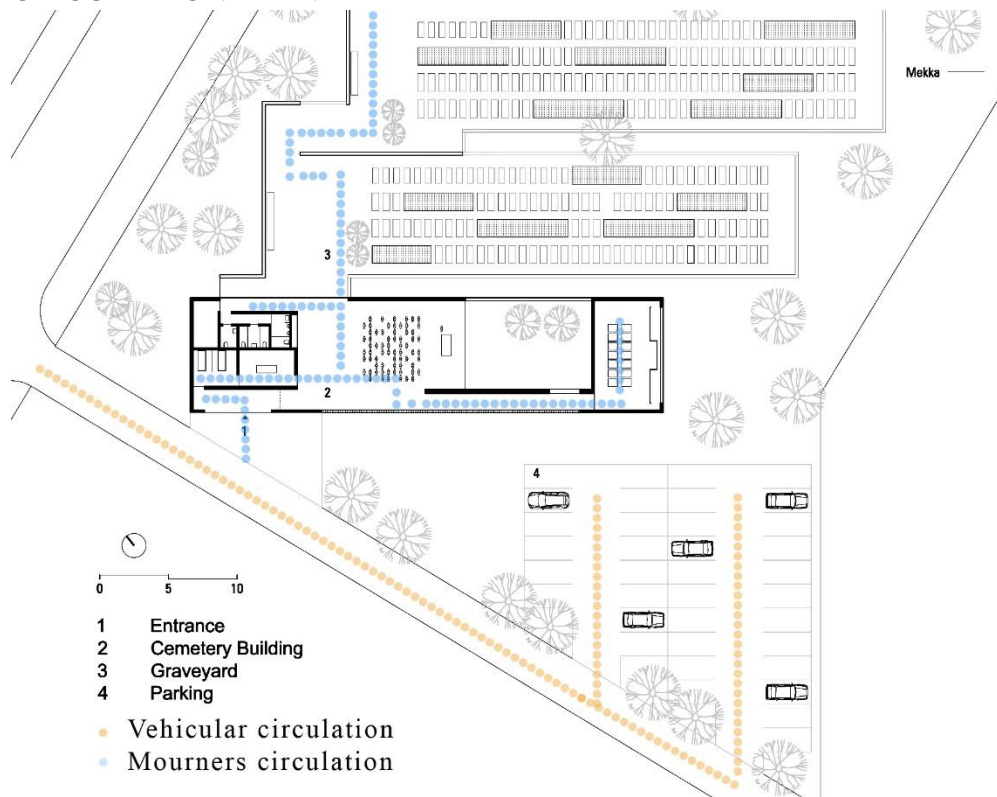 Mekka
3
2
1
4
0 5 10
1 Entrance
2 Cemetery Building
3 Graveyard
4 Parking
Vehicular circulation
Mourners circulation